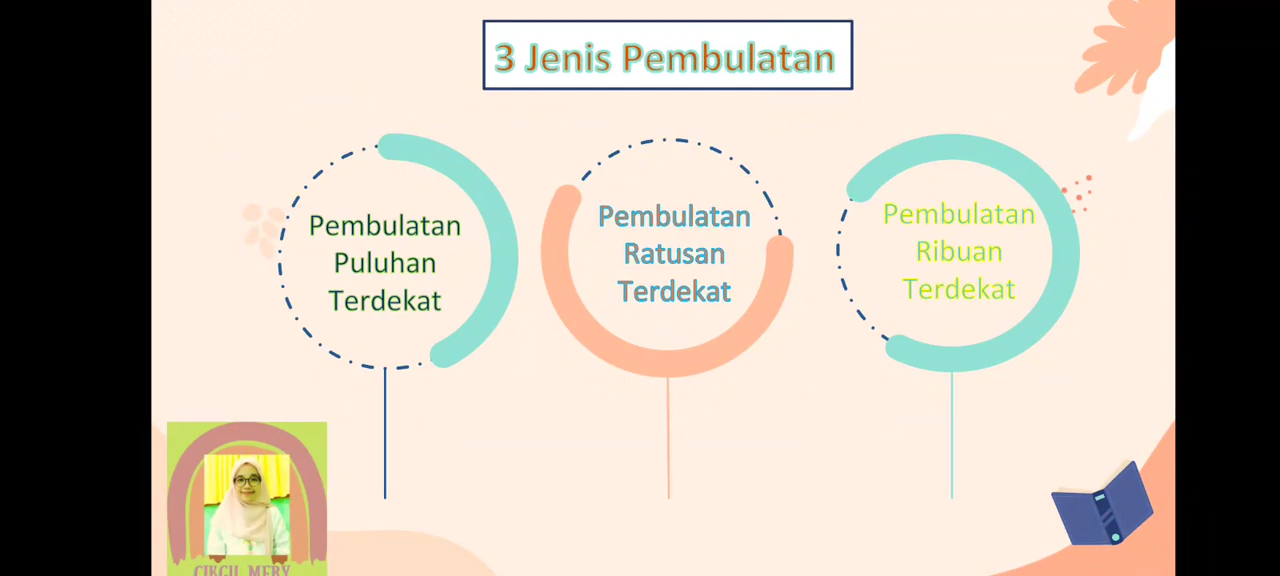 3 Jenis Pembulatan
Pembulatan
Puluhan
Terdekat
Pembulatan
Ratusan
Terdekat
Pembulatan
Ribuan
Terdekat
CIKGU MERY